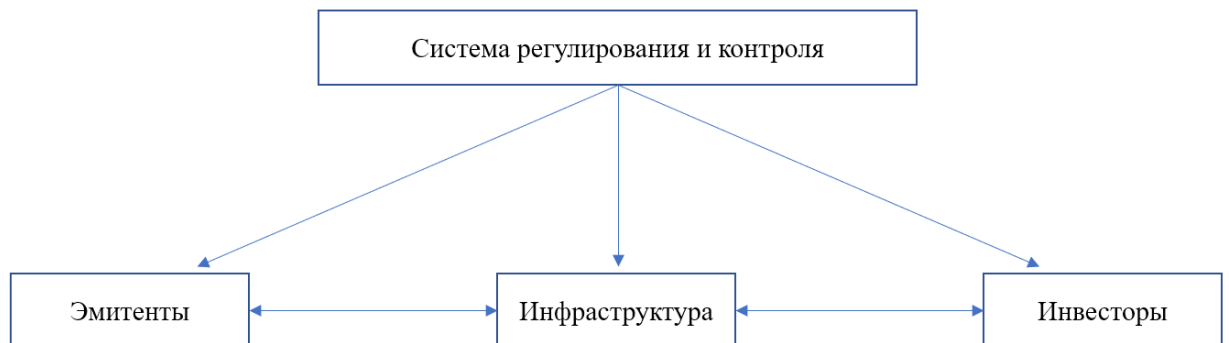 Система регулирования и контроля
Эмитенты
Инфраструктура
Инвесторы